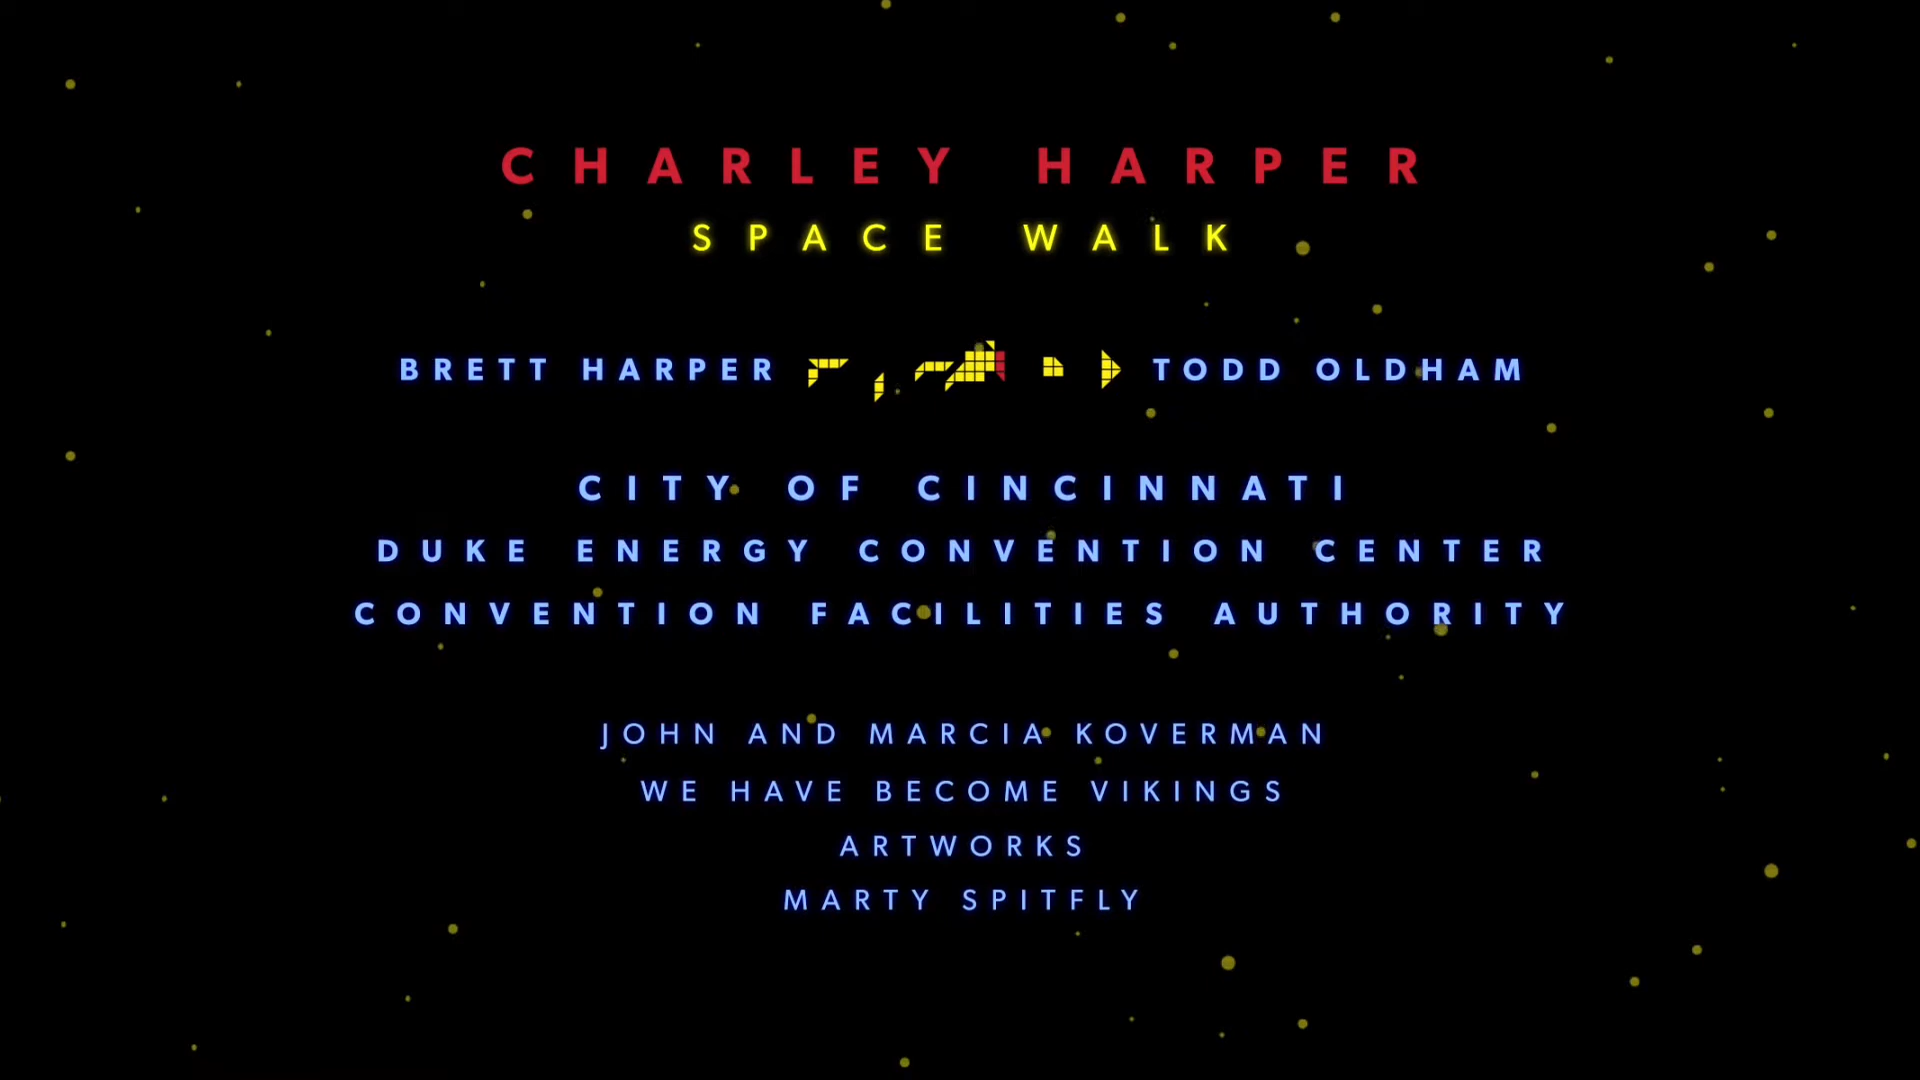 CHARLEY HARPER
SPACE WALK
BRETT HARPER TODD OLDHAM
CITY OF CINCINNATI
DUKE ENERGY CONVENTION CENTER
CONVENTION FACILITIES AUTHORITY
JOHN AND MARCIA KOVERMAN
WE HAVE BECOME VIKINGS
ARTWORKS
MARTY SPITFLY